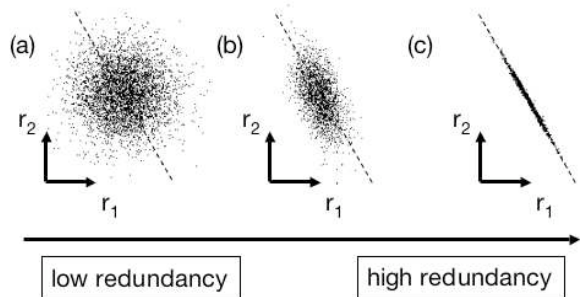 (a)
(b)
(c)
r2
r2
r2
r1
r1
r1
low redundancy
high redundancy